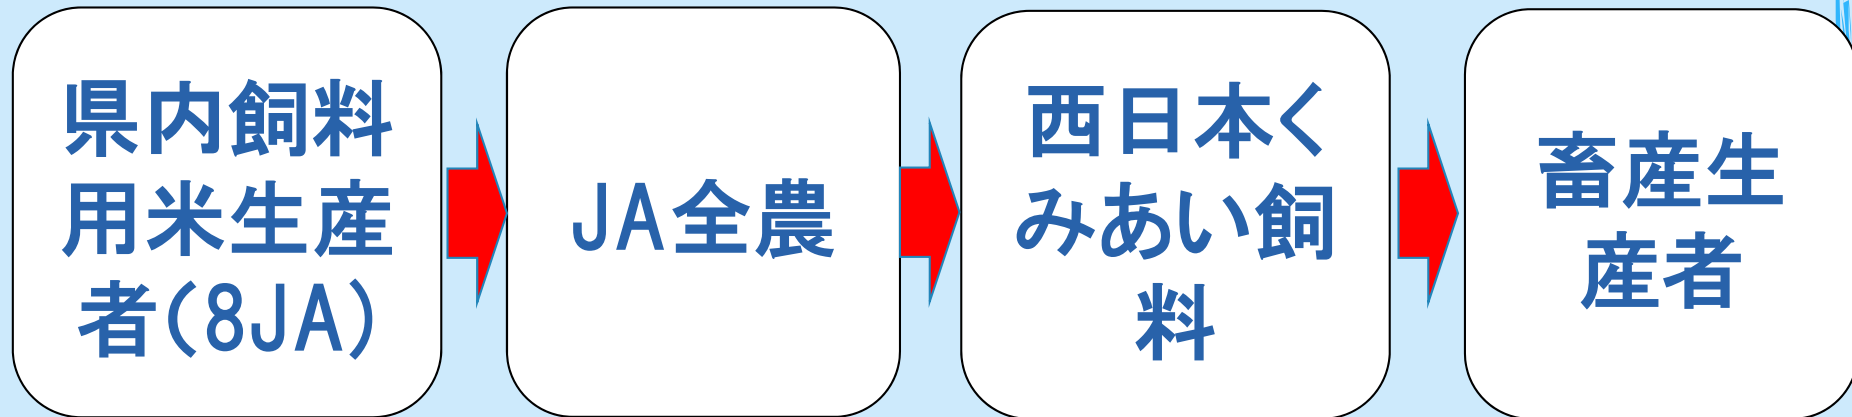 県内飼料
用米生産
者(8JA)
JA全農
西日本く
みあい飼
料
畜産生
産者